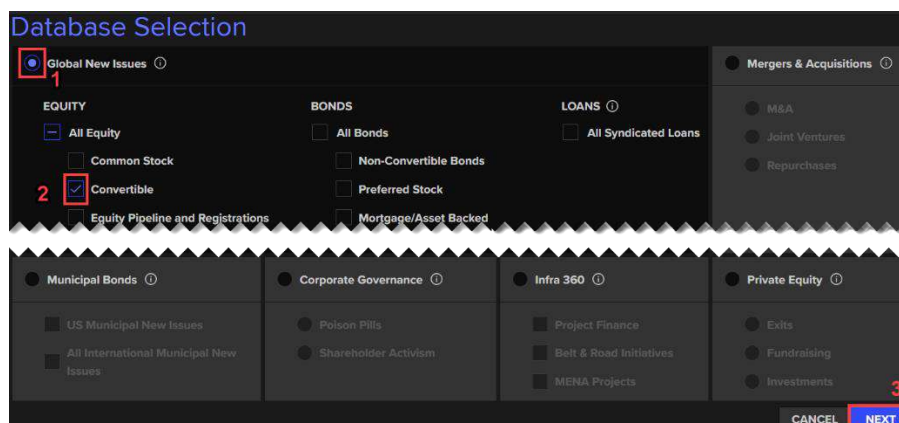 Database Selection
Global New Issues
1
EQUITY
All Equity
Common Stock
2
Convertible
Equity Pipeline and Registrations
BONDS
All Bonds
Non-Convertible Bonds
Preferred Stock
Mortgage/Asset Backed
LOANS
All Syndicated Loans
Mergers & Acquisitions
M&A
Joint Ventures
Repurchases
Municipal Bonds
US Municipal New Issues
All International Municipal New
Issues
Corporate Governance
Poison Pills
Shareholder Activism
Infra 360
Project Finance
Belt & Road Initiatives
MENA Projects
Private Equity
Exits
Fundraising
Investments
3
CANCEL
NEXT